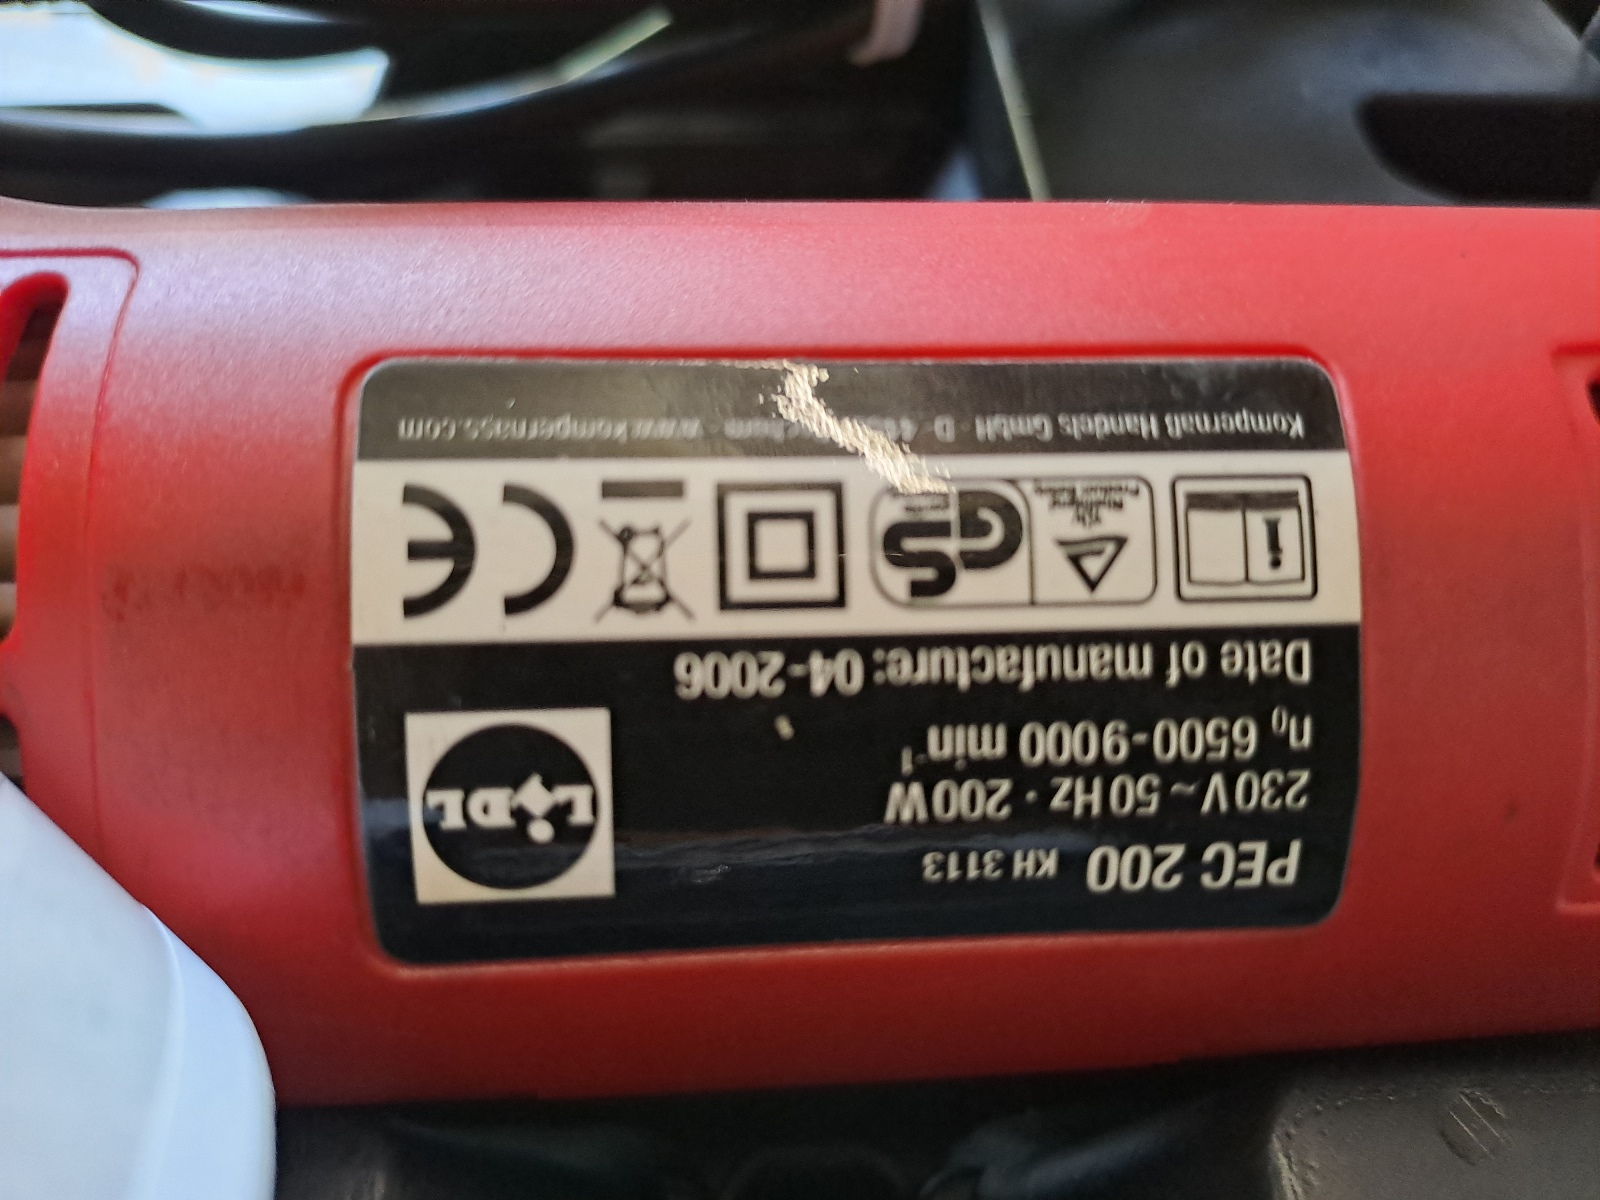 PEC 200 KH 3113
230V ~ 50Hz · 200W
n₀ 6500-9000 min⁻¹
Date of manufacture: 04-2006
LIDL
GS
CE
Kompernaß Handels GmbH · D- · www.kompernass.com